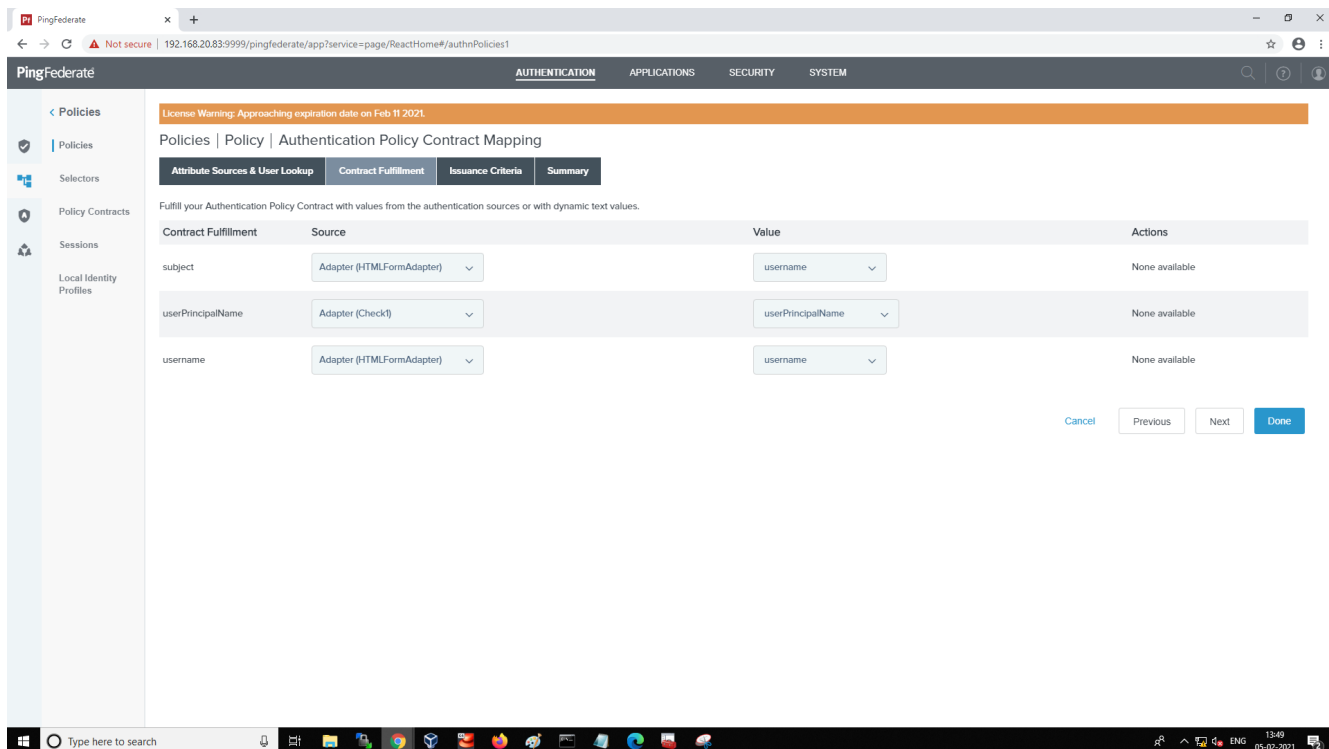 PingFederate
Not secure | 192.168.20.83:9999/pingfederate/app?service=page/ReactHome#/authnPolicies1
PingFederate
AUTHENTICATION APPLICATIONS SECURITY SYSTEM
< Policies
Policies
Selectors
Policy Contracts
Sessions
Local Identity
Profiles
License Warning: Approaching expiration date on Feb 11 2021.
Policies | Policy | Authentication Policy Contract Mapping
Attribute Sources & User Lookup Contract Fulfillment Issuance Criteria Summary
Fulfill your Authentication Policy Contract with values from the authentication sources or with dynamic text values.
Contract Fulfillment Source Value Actions
subject Adapter (HTMLFormAdapter) username None available
userPrincipalName Adapter (Check1) userPrincipalName None available
username Adapter (HTMLFormAdapter) username None available
Cancel Previous Next Done
Type here to search
ENG
13:49
05-02-2021